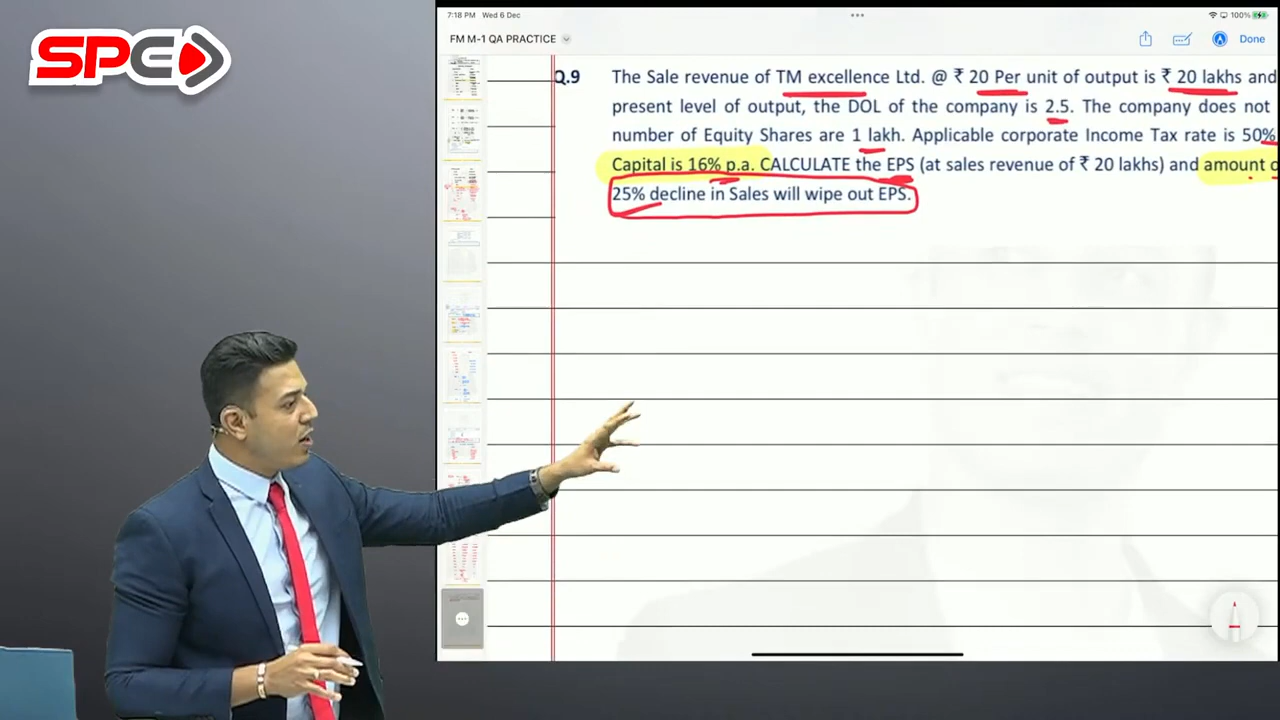 SPC
7:18 PM Wed 6 Dec
100%
FM M-1 QA PRACTICE
Done
Q.9 The Sale revenue of TM excellence Ltd. @ ₹ 20 Per unit of output is ₹ 20 lakhs and
present level of output, the DOL of the company is 2.5. The company does not
number of Equity Shares are 1 lakh. Applicable corporate Income Tax rate is 50%
Capital is 16% p.a. CALCULATE the EPS (at sales revenue of ₹ 20 lakhs) and amount
25% decline in Sales will wipe out EPS.